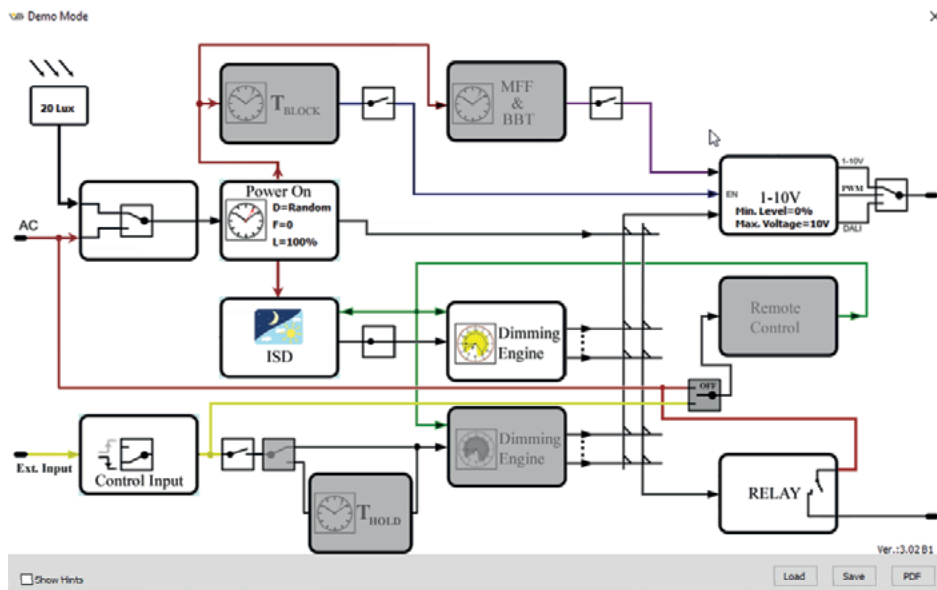 Demo Mode
20 Lux
T BLOCK
MFF
&
BBT
AC
Power On
D=Random
F=0
L=100%
EN
1-10V
Min. Level=0%
Max. Voltage=10V
1-10V
PWM
DALI
ISD
Dimming
Engine
Remote
Control
OFF
Ext. Input
Control Input
T HOLD
Dimming
Engine
RELAY
Ver.:3.02 B1
Show Hints
Load
Save
PDF